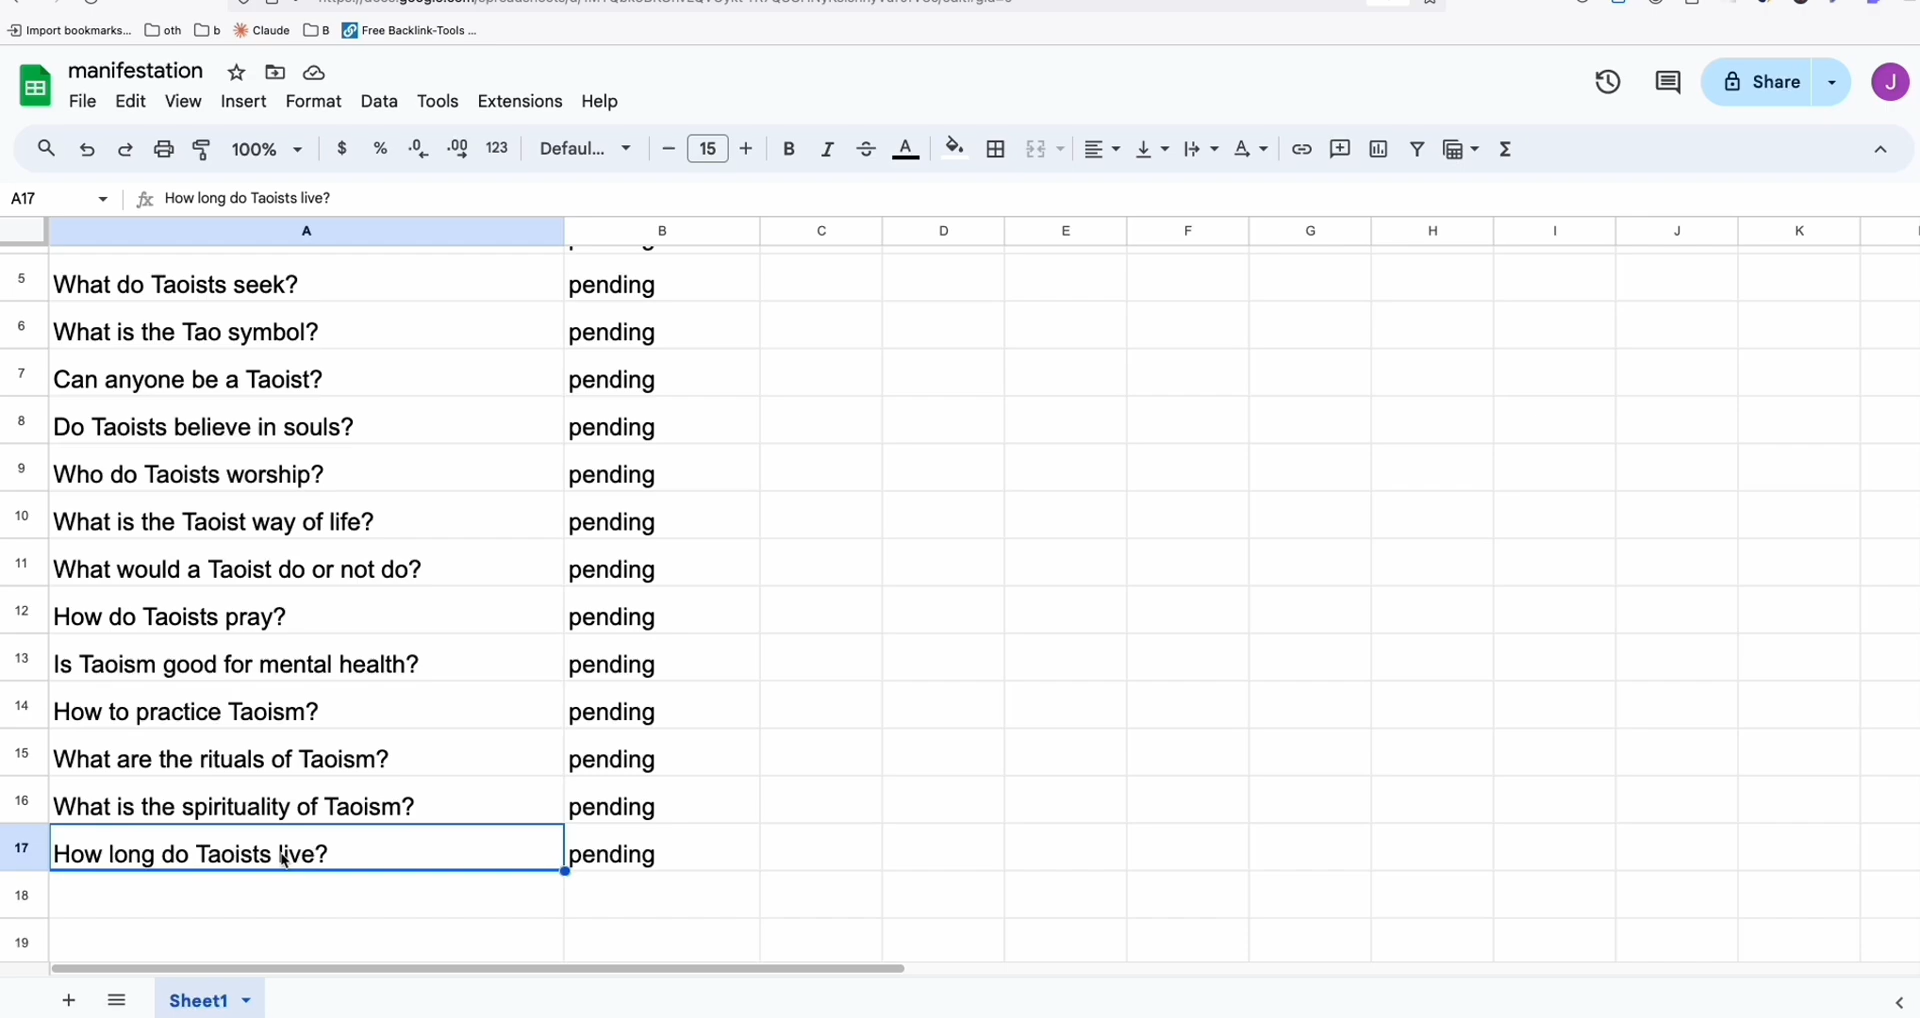 Import bookmarks... oth b Claude B Free Backlink-Tools ...
manifestation
File Edit View Insert Format Data Tools Extensions Help
Share
J
100% $ % .0 .00 123 Defaul... 15 B I A
A17 fx How long do Taoists live?
A B C D E F G H I J K
5 What do Taoists seek? pending
6 What is the Tao symbol? pending
7 Can anyone be a Taoist? pending
8 Do Taoists believe in souls? pending
9 Who do Taoists worship? pending
10 What is the Taoist way of life? pending
11 What would a Taoist do or not do? pending
12 How do Taoists pray? pending
13 Is Taoism good for mental health? pending
14 How to practice Taoism? pending
15 What are the rituals of Taoism? pending
16 What is the spirituality of Taoism? pending
17 How long do Taoists live? pending
18
19
Sheet1